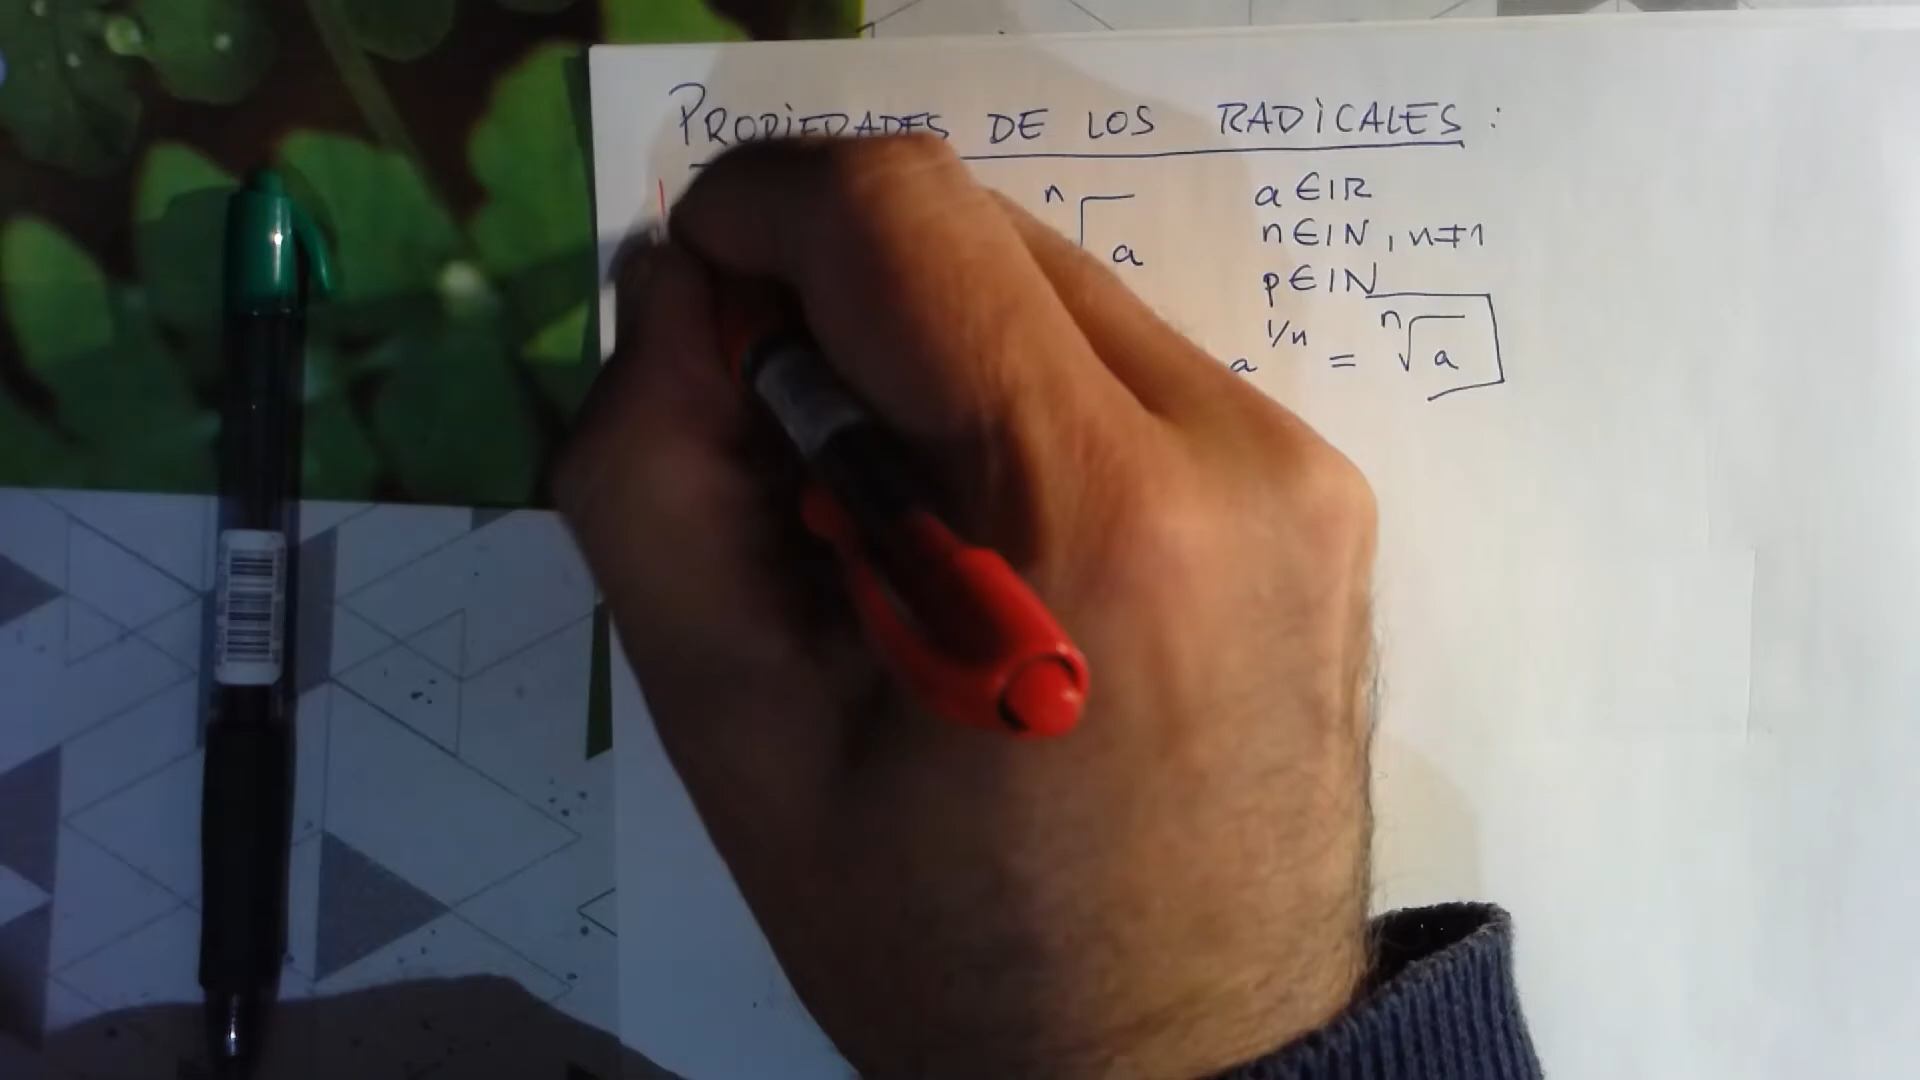 PROPIEDADES DE LOS RADICALES :
ⁿ√a a ∈ IR
n ∈ IN , n ≠ 1
p ∈ IN
a^1/n = ⁿ√a